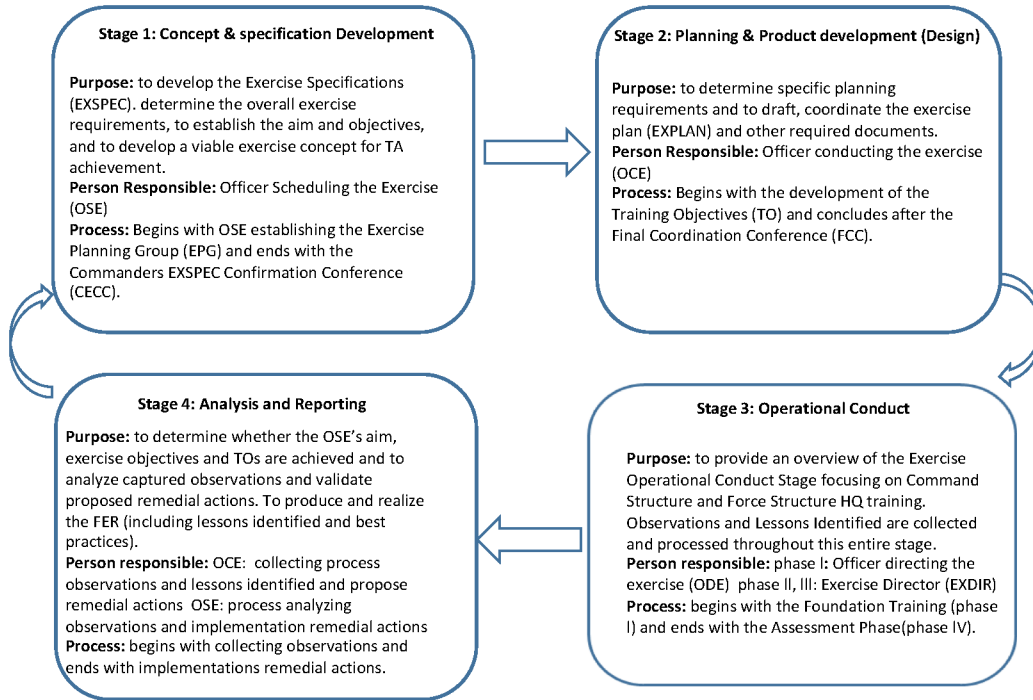 Stage 1: Concept & specification Development
Purpose: to develop the Exercise Specifications
(EXSPEC). determine the overall exercise
requirements, to establish the aim and objectives,
and to develop a viable exercise concept for TA
achievement.
Person Responsible: Officer Scheduling the Exercise
(OSE)
Process: Begins with OSE establishing the Exercise
Planning Group (EPG) and ends with the
Commanders EXSPEC Confirmation Conference
(CECC).
Stage 2: Planning & Product development (Design)
Purpose: to determine specific planning
requirements and to draft, coordinate the exercise
plan (EXPLAN) and other required documents.
Person Responsible: Officer conducting the exercise
(OCE)
Process: Begins with the development of the
Training Objectives (TO) and concludes after the
Final Coordination Conference (FCC).
Stage 3: Operational Conduct
Purpose: to provide an overview of the Exercise
Operational Conduct Stage focusing on Command
Structure and Force Structure HQ training.
Observations and Lessons Identified are collected
and processed throughout this entire stage.
Person responsible: phase I: Officer directing the
exercise (ODE) phase II, III: Exercise Director (EXDIR)
Process: begins with the Foundation Training (phase
I) and ends with the Assessment Phase(phase IV).
Stage 4: Analysis and Reporting
Purpose: to determine whether the OSE's aim,
exercise objectives and TOs are achieved and to
analyze captured observations and validate
proposed remedial actions. To produce and realize
the FER (including lessons identified and best
practices).
Person responsible: OCE: collecting process
observations and lessons identified and propose
remedial actions OSE: process analyzing
observations and implementation remedial actions
Process: begins with collecting observations and
ends with implementations remedial actions.